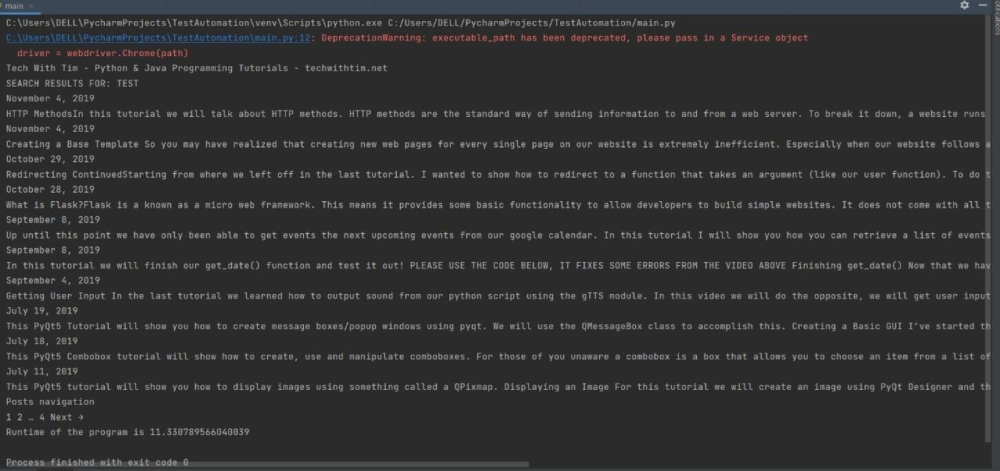 main
C:\Users\DELL\PycharmProjects\TestAutomation\venv\Scripts\python.exe C:/Users/DELL/PycharmProjects/TestAutomation/main.py
C:\Users\DELL\PycharmProjects\TestAutomation\main.py:12: DeprecationWarning: executable_path has been deprecated, please pass in a Service object
driver = webdriver.Chrome(path)
Tech With Tim - Python & Java Programming Tutorials - techwithtim.net
SEARCH RESULTS FOR: TEST
November 4, 2019
HTTP MethodsIn this tutorial we will talk about HTTP methods. HTTP methods are the standard way of sending information to and from a web server. To break it down, a website runs
November 4, 2019
Creating a Base Template So you may have realized that creating new web pages for every single page on our website is extremely inefficient. Especially when our website follows a
October 29, 2019
Redirecting ContinuedStarting from where we left off in the last tutorial. I wanted to show how to redirect to a function that takes an argument (like our user function). To do t
October 28, 2019
What is Flask?Flask is a known as a micro web framework. This means it provides some basic functionality to allow developers to build simple websites. It does not come with all t
September 8, 2019
Up until this point we have only been able to get events the next upcoming events from our google calendar. In this tutorial I will show you how you can retrieve a list of events
September 8, 2019
In this tutorial we will finish our get_date() function and test it out! PLEASE USE THE CODE BELOW, IT FIXES SOME ERRORS FROM THE VIDEO ABOVE Finishing get_date() Now that we hav
September 4, 2019
Getting User Input In the last tutorial we learned how to output sound from our python script using the gTTS module. In this video we will do the opposite, we will get user input
July 19, 2019
This PyQt5 Tutorial will show you how to create message boxes/popup windows using pyqt. We will use the QMessageBox class to accomplish this. Creating a Basic GUI I’ve started th
July 18, 2019
This PyQt5 Combobox tutorial will show how to create, use and manipulate comboboxes. For those of you unaware a combobox is a box that allows you to choose an item from a list of
July 11, 2019
This PyQt5 tutorial will show you how to display images using something called a QPixmap. Displaying an Image For this tutorial we will create an image using PyQt Designer and th
Posts navigation
1 2 … 4 Next →
Runtime of the program is 11.330789566040039
Process finished with exit code 0